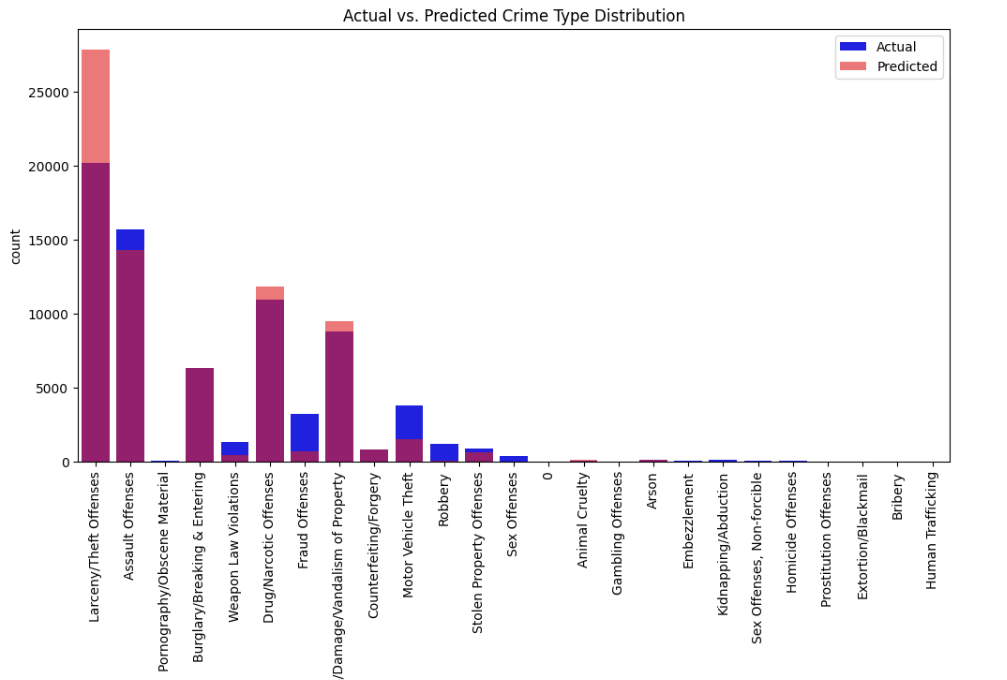 Actual vs. Predicted Crime Type Distribution
Actual
Predicted
count
25000
20000
15000
10000
5000
0
Larceny/Theft Offenses
Assault Offenses
Pornography/Obscene Material
Burglary/Breaking & Entering
Weapon Law Violations
Drug/Narcotic Offenses
Fraud Offenses
/Damage/Vandalism of Property
Counterfeiting/Forgery
Motor Vehicle Theft
Robbery
Stolen Property Offenses
Sex Offenses
0
Animal Cruelty
Gambling Offenses
Arson
Embezzlement
Kidnapping/Abduction
Sex Offenses, Non-forcible
Homicide Offenses
Prostitution Offenses
Extortion/Blackmail
Bribery
Human Trafficking